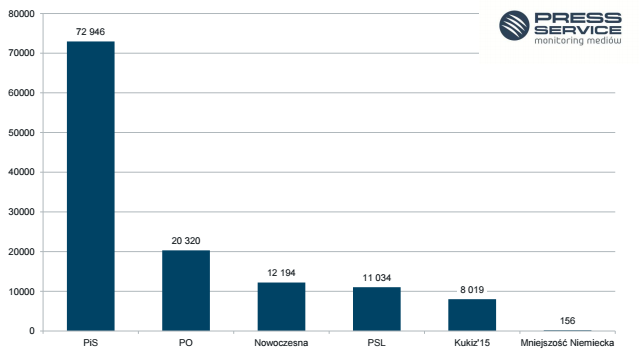 PRESS
SERVICE
monitoring mediów
80000
70000
60000
50000
40000
30000
20000
10000
0
72 946
20 320
12 194
11 034
8 019
156
PiS
PO
Nowoczesna
PSL
Kukiz'15
Mniejszość Niemiecka